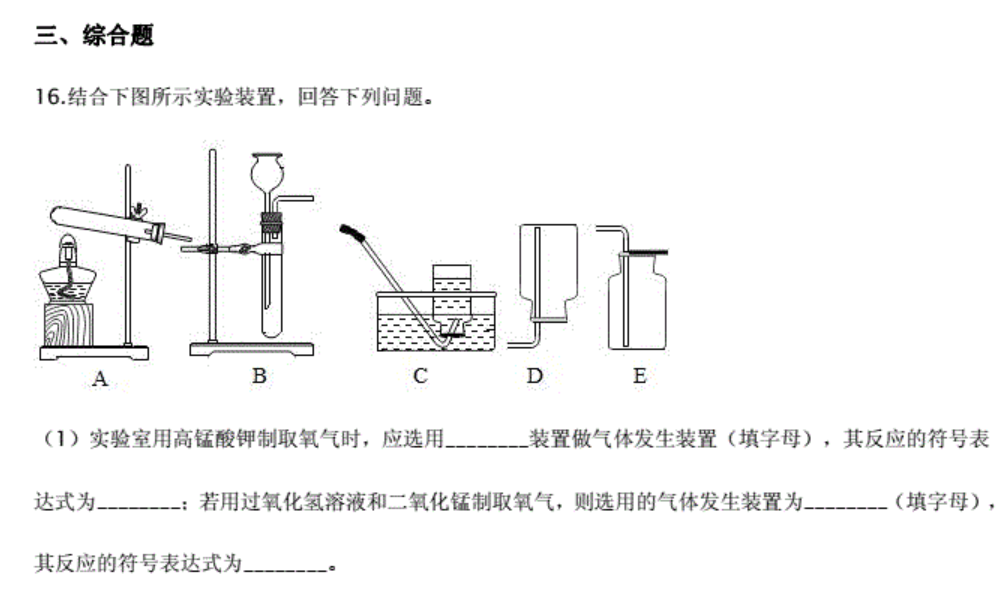 三、综合题
16.结合下图所示实验装置，回答下列问题。
A B C D E
（1）实验室用高锰酸钾制取氧气时，应选用________装置做气体发生装置（填字母），其反应的符号表
达式为________；若用过氧化氢溶液和二氧化锰制取氧气，则选用的气体发生装置为________（填字母），
其反应的符号表达式为________。